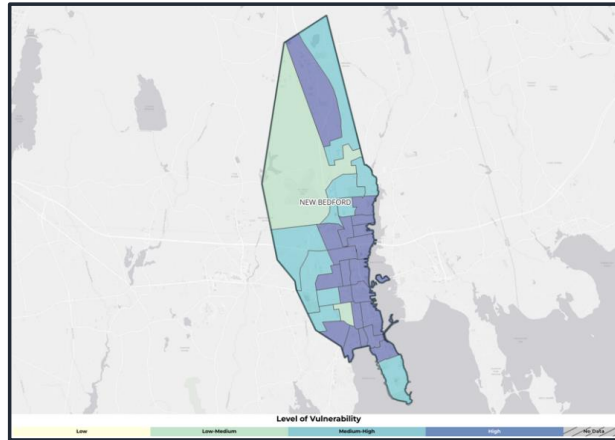 NEW BEDFORD
Level of Vulnerability
Low
Low-Medium
Medium-High
High
No Data